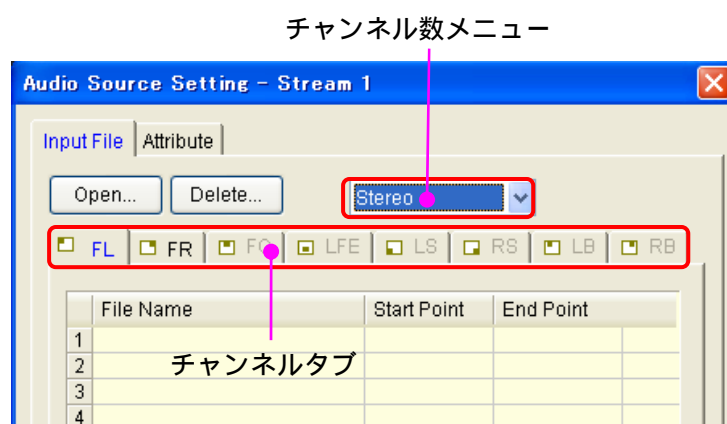 チャンネル数メニュー
Audio Source Setting - Stream 1
Input File Attribute
Open... Delete... Stereo
FL FR FC LFE LS RS LB RB
File Name Start Point End Point
1
2
チャンネルタブ
3
4